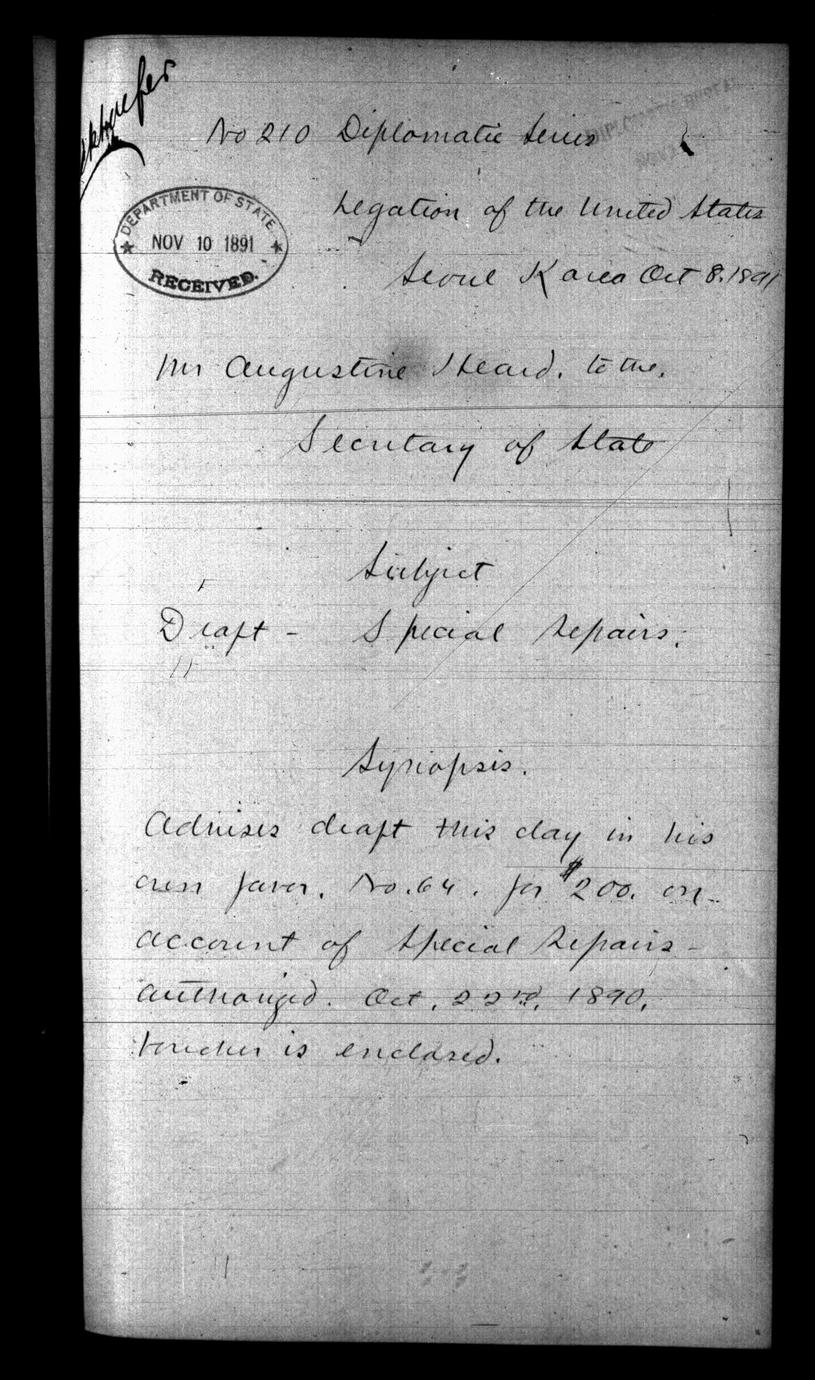 No 210 Diplomatic Series
DIPLOMATIC BUREAU
Legation of the United States
DEPARTMENT OF STATE
NOV 10 1891
RECEIVED.
Seoul Korea Oct 8. 1891
Mr Augustine Heard. to the.
Secretary of State
Subject
Draft - Special Repairs.
Synopsis.
Advises draft this day in his
own favor. No. 64. for $200. on
account of Special Repairs -
authorized. Oct. 22nd, 1890.
Voucher is enclosed.